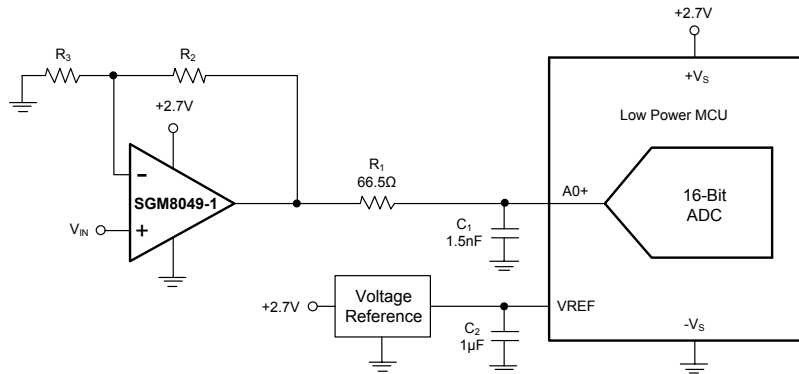 +2.7V
R3
R2
+VS
+2.7V
Low Power MCU
R1
66.5Ω
−
SGM8049-1
A0+
16-Bit
ADC
VIN
+
C1
1.5nF
Voltage
Reference
+2.7V
VREF
C2
1µF
-VS